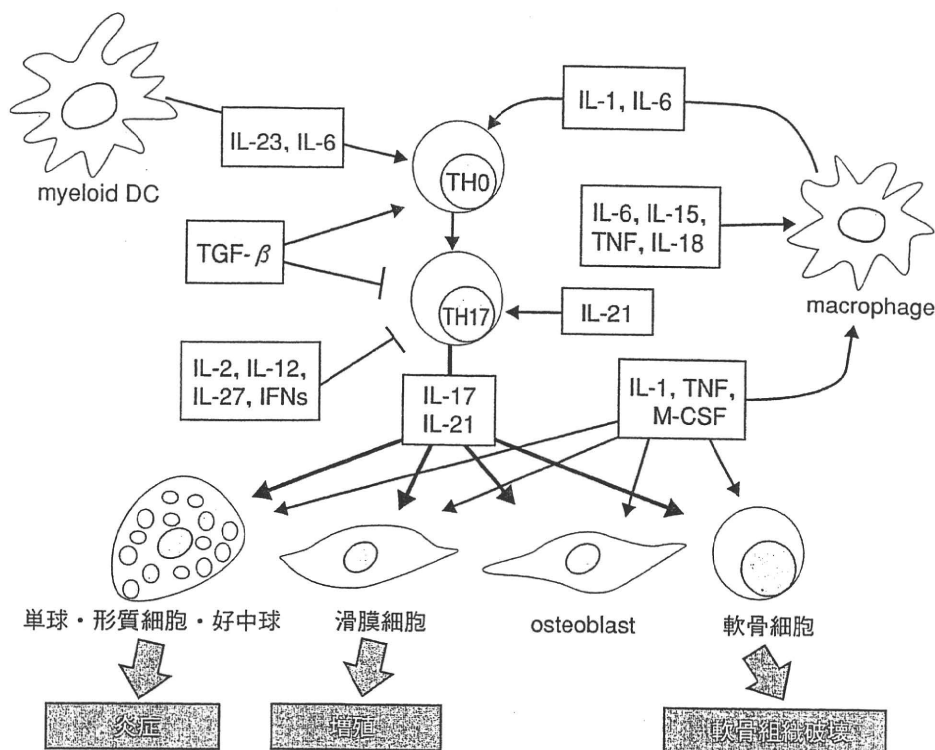 IL-1, IL-6
IL-23, IL-6
myeloid DC
TH0
IL-6, IL-15,
TNF, IL-18
TGF-β
macrophage
TH17
IL-21
IL-2, IL-12,
IL-27, IFNs
IL-17
IL-21
IL-1, TNF,
M-CSF
単球・形質細胞・好中球
滑膜細胞
osteoblast
軟骨細胞
炎症
増殖
軟骨組織破壊